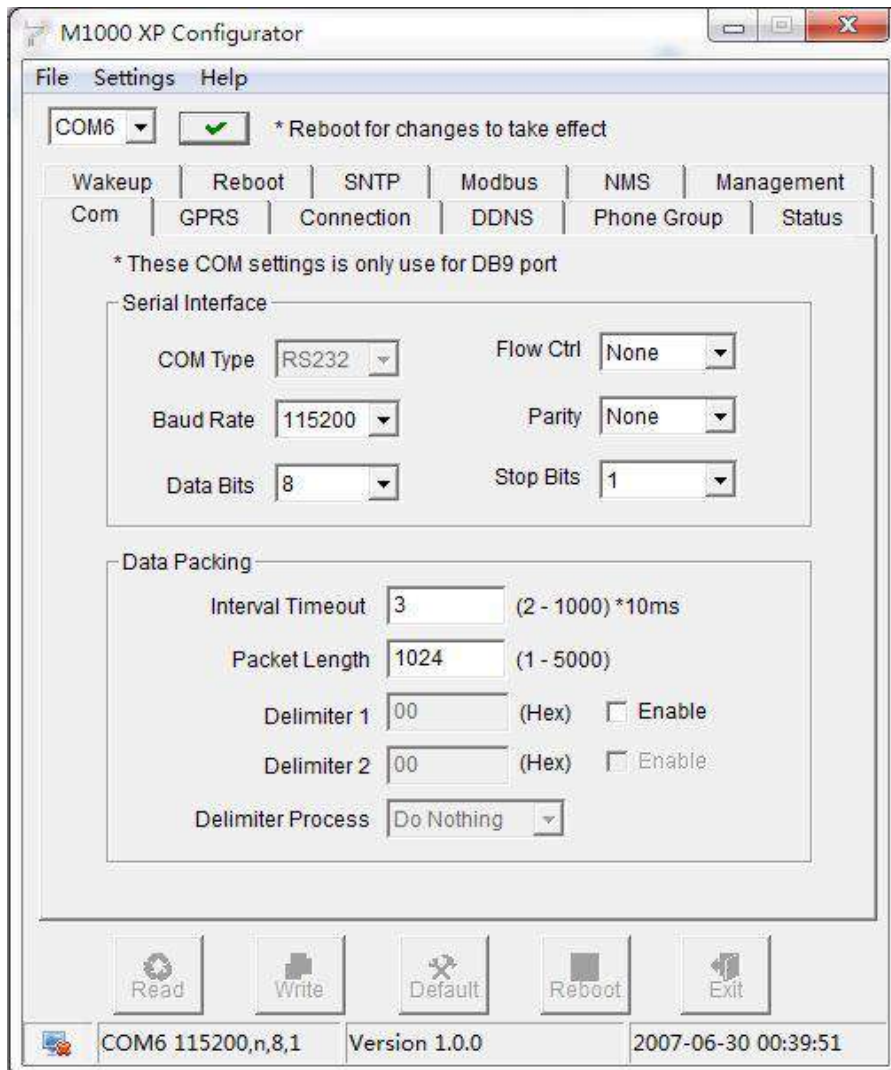 M1000 XP Configurator
File Settings Help
COM6 * Reboot for changes to take effect
Wakeup Reboot SNTP Modbus NMS Management
Com GPRS Connection DDNS Phone Group Status
* These COM settings is only use for DB9 port
Serial Interface
COM Type RS232 Flow Ctrl None
Baud Rate 115200 Parity None
Data Bits 8 Stop Bits 1
Data Packing
Interval Timeout 3 (2 - 1000) *10ms
Packet Length 1024 (1 - 5000)
Delimiter 1 00 (Hex) Enable
Delimiter 2 00 (Hex) Enable
Delimiter Process Do Nothing
Read Write Default Reboot Exit
COM6 115200,n,8,1 Version 1.0.0 2007-06-30 00:39:51